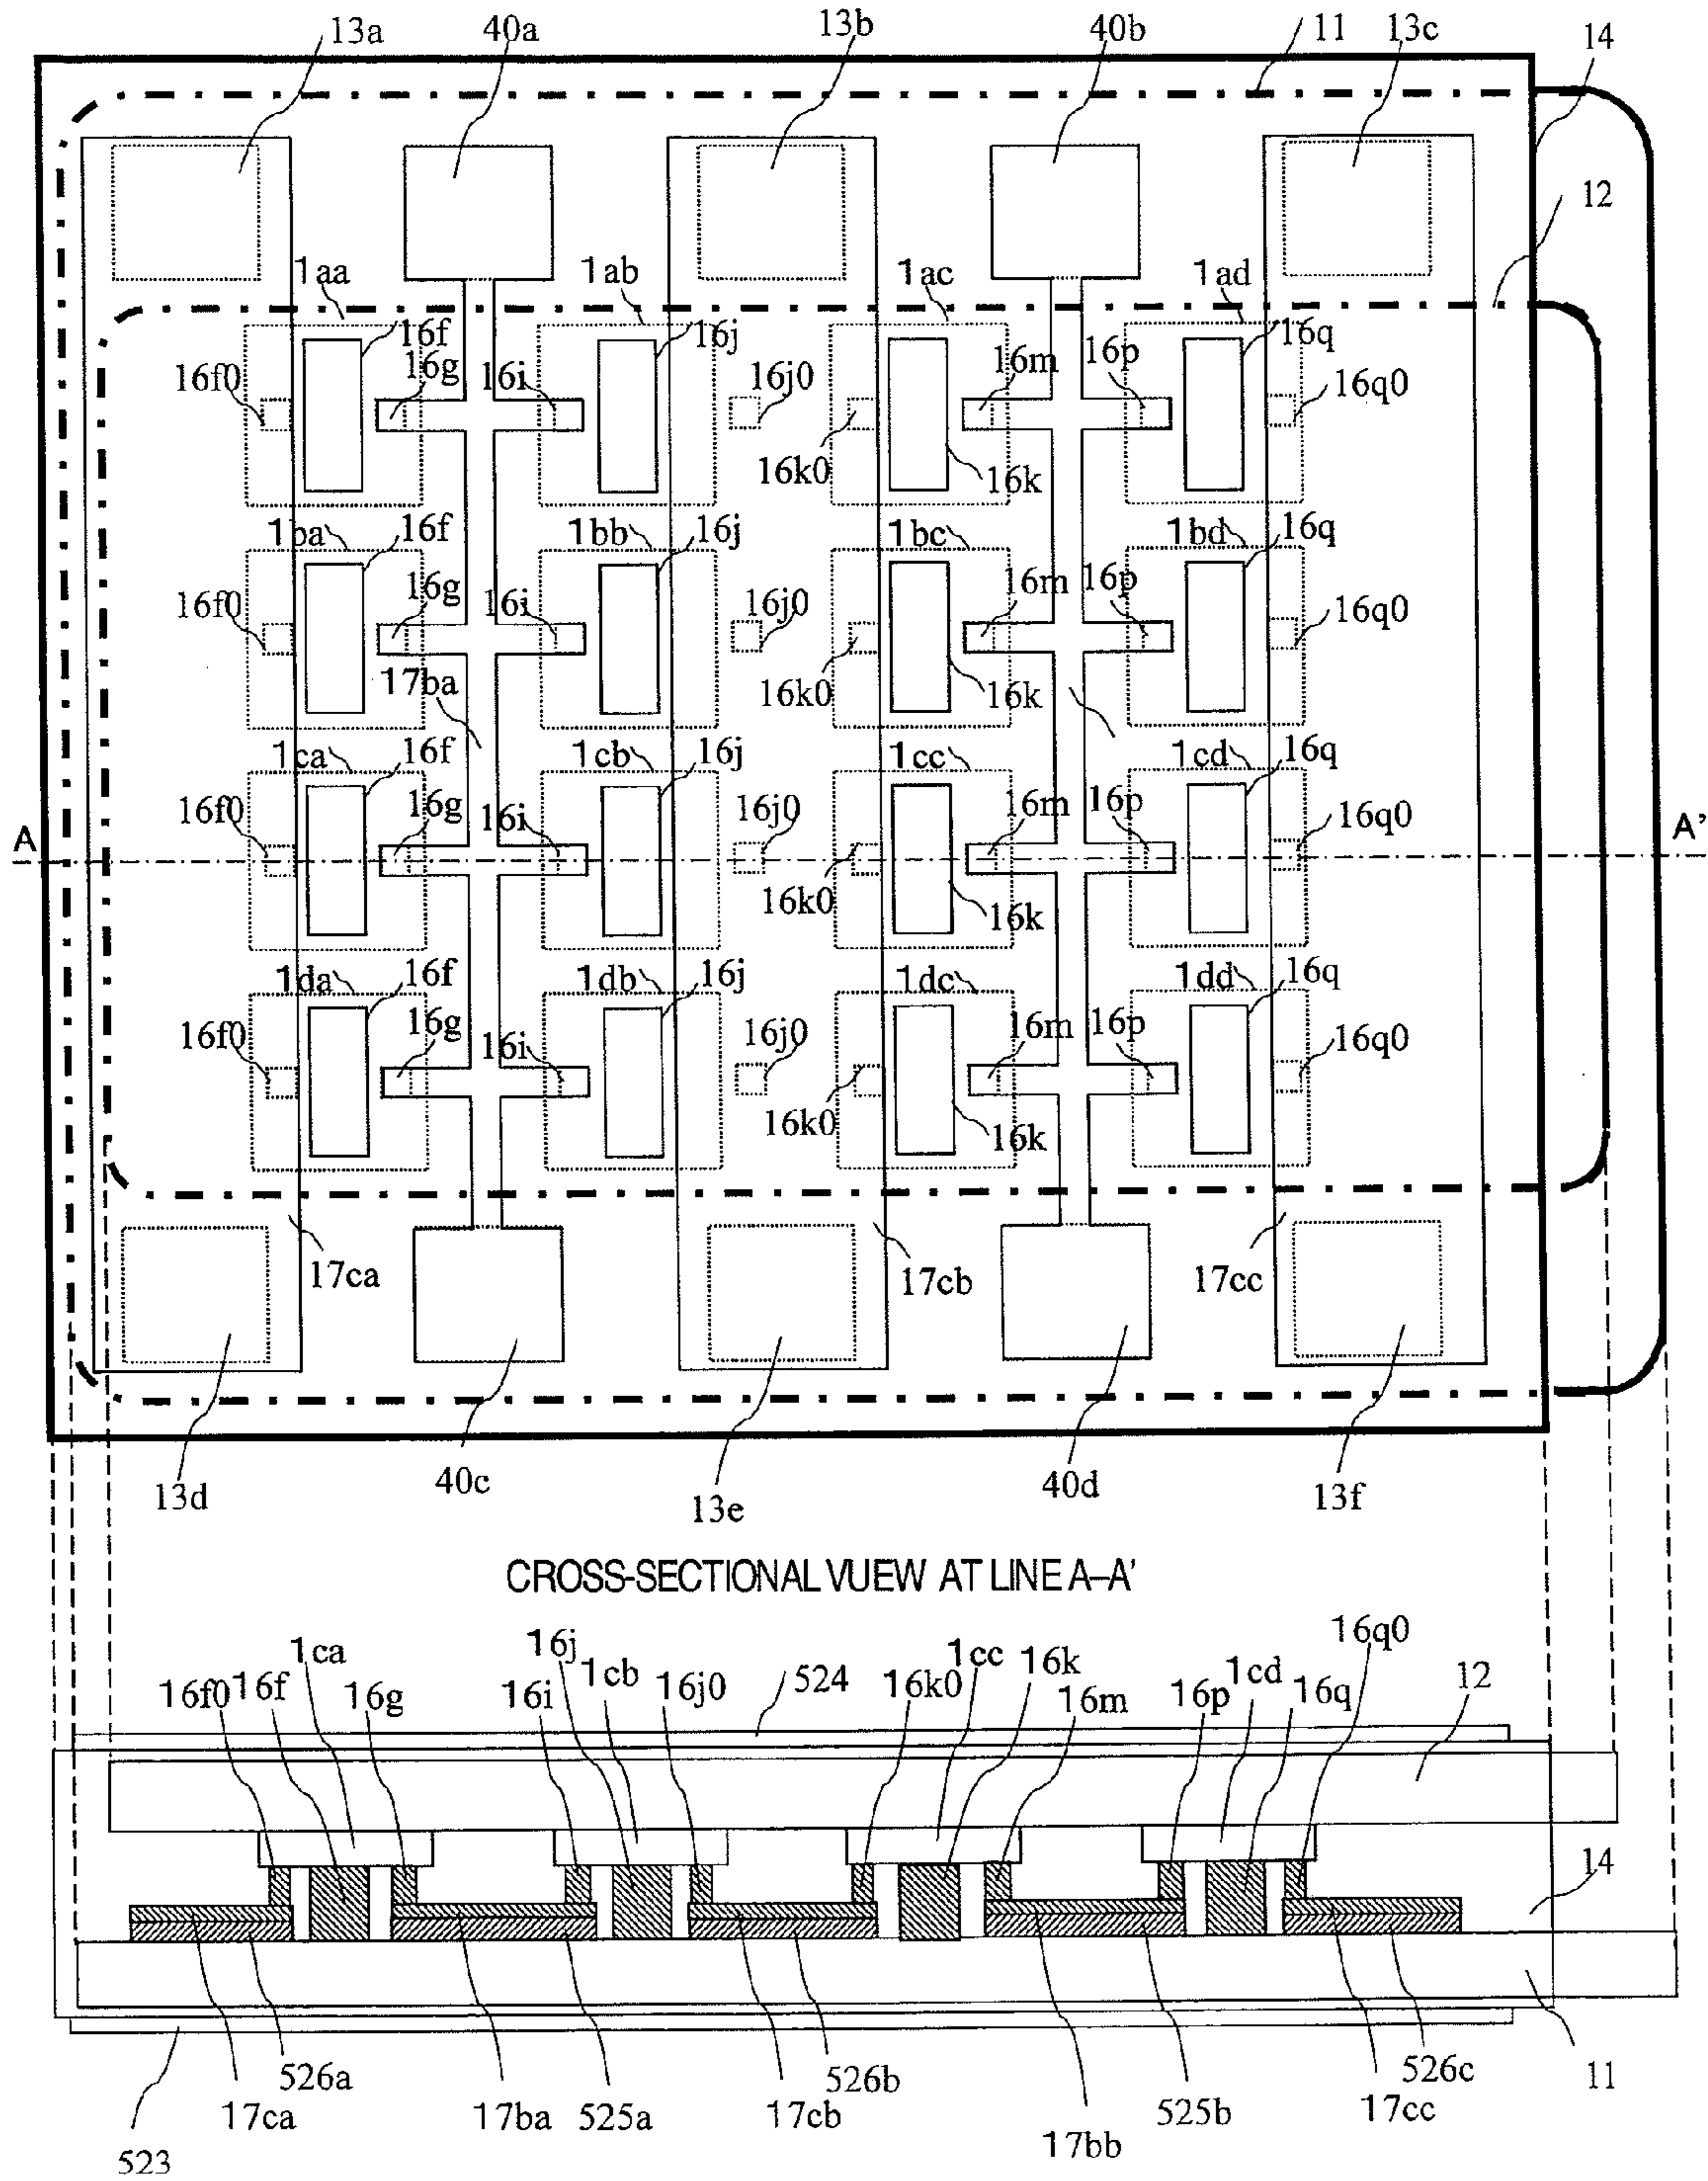 13a 40a 13b 40b 11 13c 14
12
1aa 1ab 1ac 1ad
16f 16j 16q
16f0 16g 16i 16j0 16m 16p 16q0
16k0 16k
1ba 16f 1bb 16j 1bc 1bd 16q
16f0 16g 16i 16j0 16m 16p 16q0
17ba 16k0 16k
1ca 16f 1cb 16j 1cc 1cd 16q
A 16f0 16g 16i 16j0 16m 16p 16q0 A'
16k0 16k
1da 16f 1db 16j 1dc 1dd 16q
16f0 16g 16i 16j0 16m 16p 16q0
16k0 16k
17ca 17cb 17cc
13d 40c 13e 40d 13f
CROSS-SECTIONAL VUEW AT LINE A-A'
1ca 16j 1cb 524 1cc 16k 16q0
16f0 16f 16g 16i 16j0 16k0 16m 16p 1cd 16q 12
14
526a 526b 526c 11
17ca 17ba 525a 17cb 525b 17cc
523 17bb